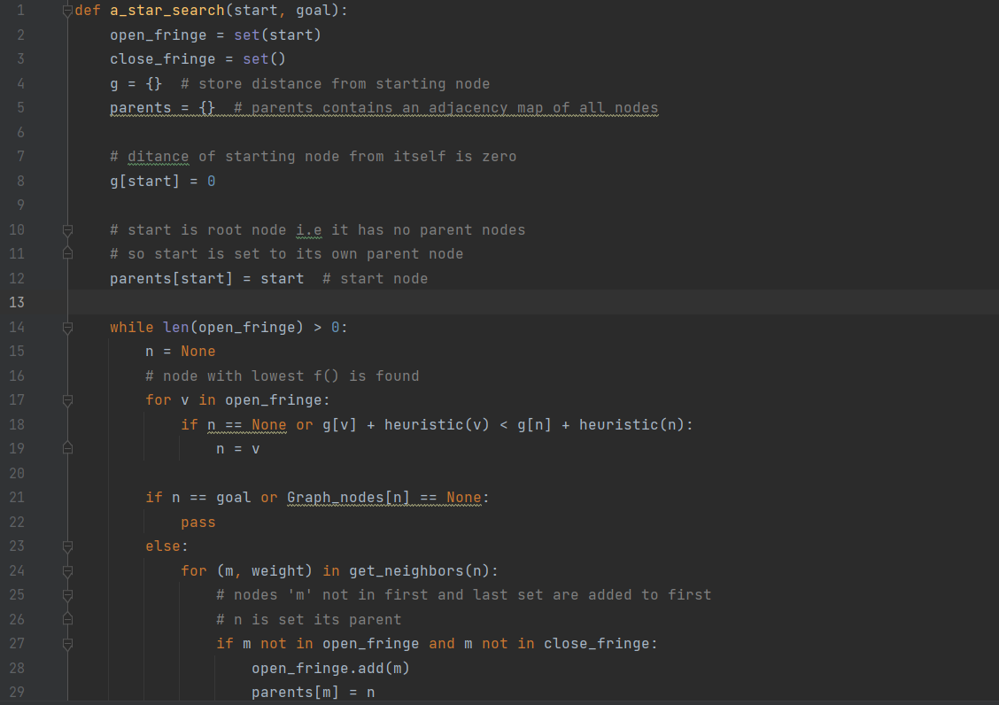 1 def a_star_search(start, goal):
2     open_fringe = set(start)
3     close_fringe = set()
4     g = {}  # store distance from starting node
5     parents = {}  # parents contains an adjacency map of all nodes
6
7     # ditance of starting node from itself is zero
8     g[start] = 0
9
10     # start is root node i.e it has no parent nodes
11     # so start is set to its own parent node
12     parents[start] = start  # start node
13
14     while len(open_fringe) > 0:
15         n = None
16         # node with lowest f() is found
17         for v in open_fringe:
18             if n == None or g[v] + heuristic(v) < g[n] + heuristic(n):
19                 n = v
20
21         if n == goal or Graph_nodes[n] == None:
22             pass
23         else:
24             for (m, weight) in get_neighbors(n):
25                 # nodes 'm' not in first and last set are added to first
26                 # n is set its parent
27                 if m not in open_fringe and m not in close_fringe:
28                     open_fringe.add(m)
29                     parents[m] = n